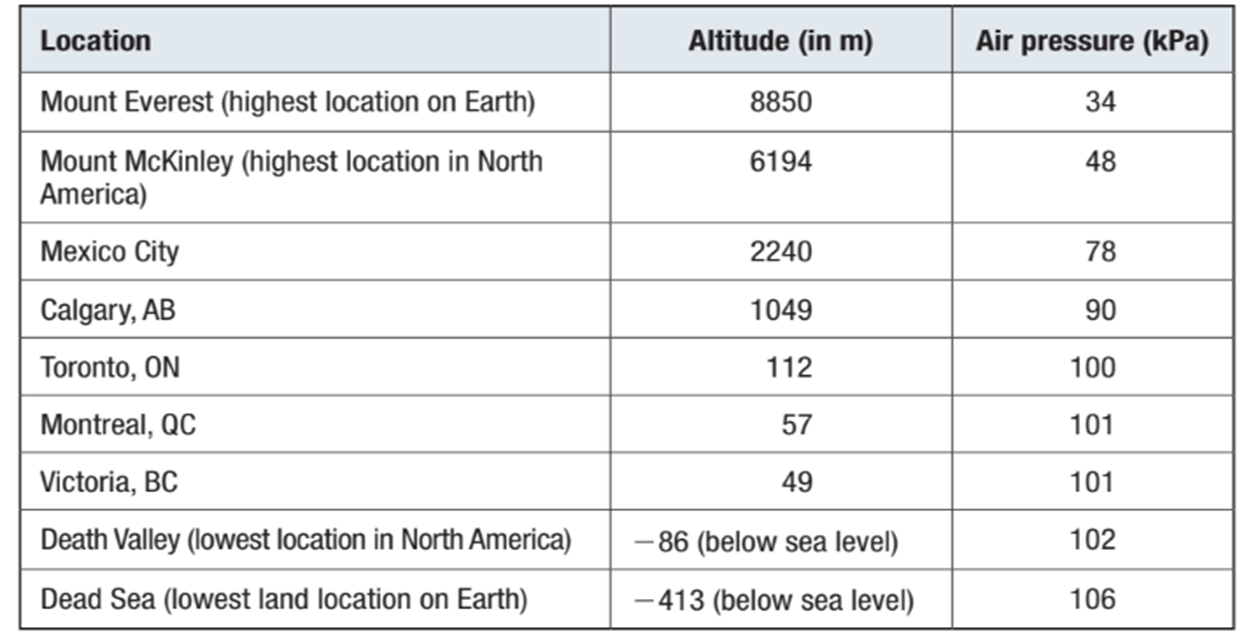 Location Altitude (in m) Air pressure (kPa)
Mount Everest (highest location on Earth) 8850 34
Mount McKinley (highest location in North
America) 6194 48
Mexico City 2240 78
Calgary, AB 1049 90
Toronto, ON 112 100
Montreal, QC 57 101
Victoria, BC 49 101
Death Valley (lowest location in North America) −86 (below sea level) 102
Dead Sea (lowest land location on Earth) −413 (below sea level) 106